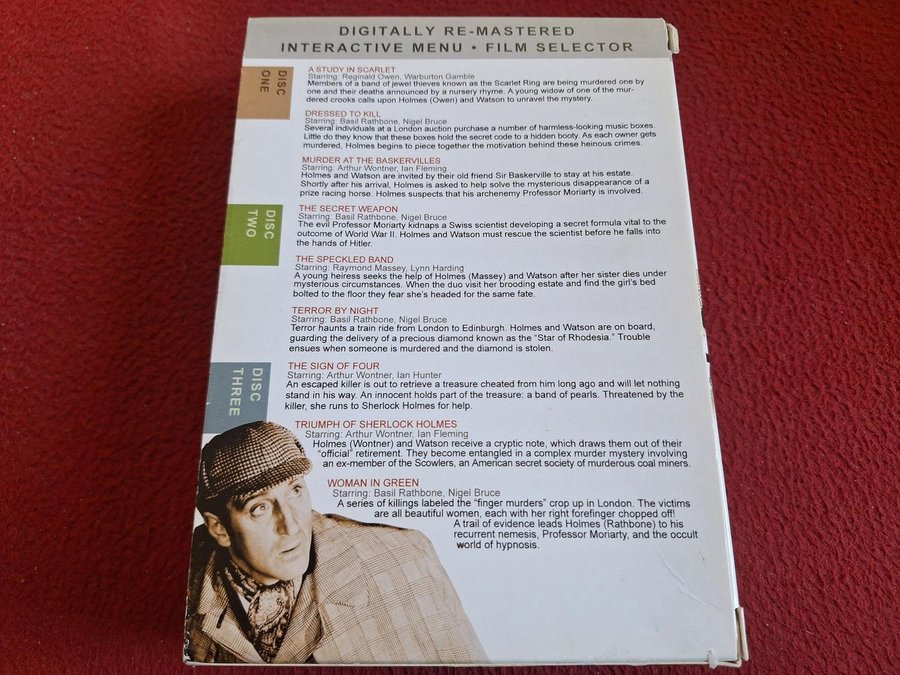 DIGITALLY RE-MASTERED
INTERACTIVE MENU • FILM SELECTOR
DISC ONE
A STUDY IN SCARLET
Starring: Reginald Owen, Warburton Gamble
Members of a band of jewel thieves known as the Scarlet Ring are being murdered one by
one and their deaths announced by a nursery rhyme. A young widow of one of the mur-
dered crooks calls upon Holmes (Owen) and Watson to unravel the mystery.
DRESSED TO KILL
Starring: Basil Rathbone, Nigel Bruce
Several individuals at a London auction purchase a number of harmless-looking music boxes.
Little do they know that these boxes hold the secret code to a hidden booty. As each owner gets
murdered, Holmes begins to piece together the motivation behind these heinous crimes.
MURDER AT THE BASKERVILLES
Starring: Arthur Wontner, Ian Fleming
Holmes and Watson are invited by their old friend Sir Baskerville to stay at his estate.
Shortly after his arrival, Holmes is asked to help solve the mysterious disappearance of a
prize racing horse. Holmes suspects that his archenemy Professor Moriarty is involved.
DISC TWO
THE SECRET WEAPON
Starring: Basil Rathbone, Nigel Bruce
The evil Professor Moriarty kidnaps a Swiss scientist developing a secret formula vital to the
outcome of World War II. Holmes and Watson must rescue the scientist before he falls into
the hands of Hitler.
THE SPECKLED BAND
Starring: Raymond Massey, Lynn Harding
A young heiress seeks the help of Holmes (Massey) and Watson after her sister dies under
mysterious circumstances. When the duo visit her brooding estate and find the girl's bed
bolted to the floor they fear she's headed for the same fate.
TERROR BY NIGHT
Starring: Basil Rathbone, Nigel Bruce
Terror haunts a train ride from London to Edinburgh. Holmes and Watson are on board,
guarding the delivery of a precious diamond known as the "Star of Rhodesia." Trouble
ensues when someone is murdered and the diamond is stolen.
DISC THREE
THE SIGN OF FOUR
Starring: Arthur Wontner, Ian Hunter
An escaped killer is out to retrieve a treasure cheated from him long ago and will let nothing
stand in his way. An innocent holds part of the treasure: a band of pearls. Threatened by the
killer, she runs to Sherlock Holmes for help.
TRIUMPH OF SHERLOCK HOLMES
Starring: Arthur Wontner, Ian Fleming
Holmes (Wontner) and Watson receive a cryptic note, which draws them out of their
"official" retirement. They become entangled in a complex murder mystery involving
an ex-member of the Scowlers, an American secret society of murderous coal miners.
WOMAN IN GREEN
Starring: Basil Rathbone, Nigel Bruce
A series of killings labeled the "finger murders" crop up in London. The victims
are all beautiful women, each with her right forefinger chopped off!
A trail of evidence leads Holmes (Rathbone) to his
recurrent nemesis, Professor Moriarty, and the occult
world of hypnosis.